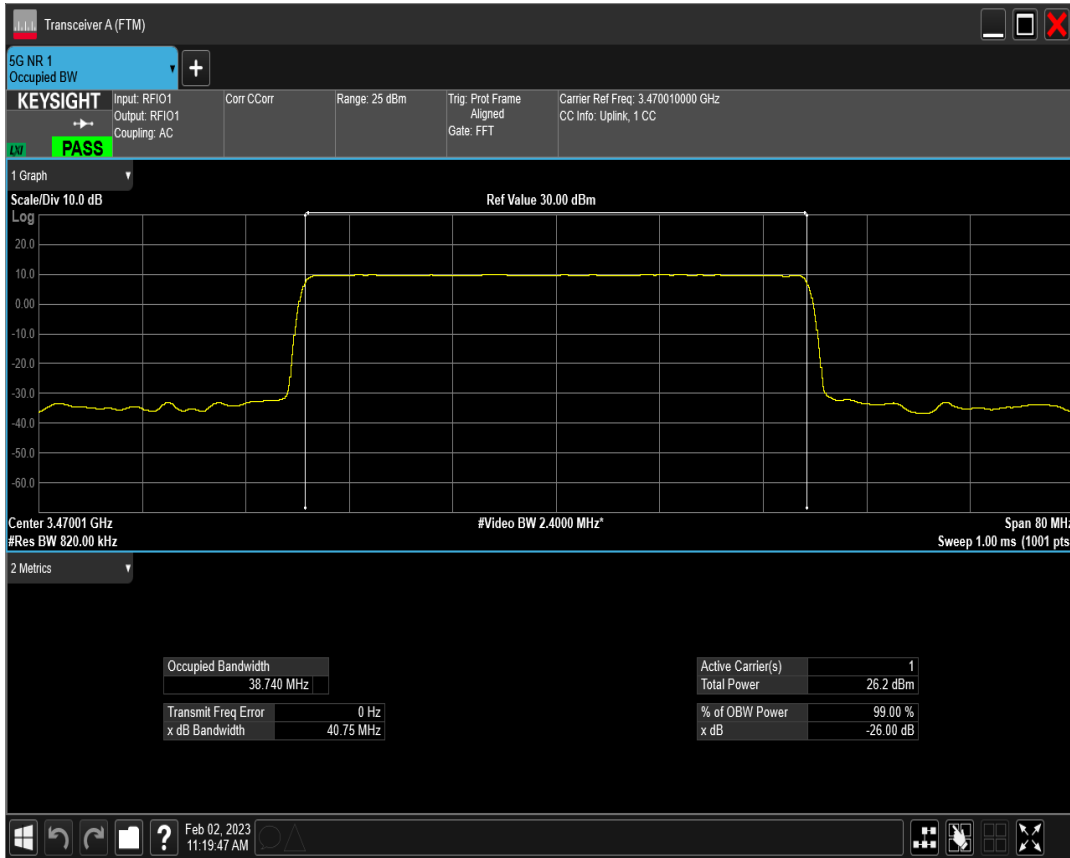 Transceiver A (FTM)
5G NR 1
Occupied BW
+
KEYSIGHT
Input: RFIO1
Output: RFIO1
Coupling: AC
Corr CCorr
Range: 25 dBm
Trig: Prot Frame
Aligned
Gate: FFT
Carrier Ref Freq: 3.470010000 GHz
CC Info: Uplink, 1 CC
LXI
PASS
1 Graph
Scale/Div 10.0 dB
Ref Value 30.00 dBm
Log
20.0
10.0
0.00
-10.0
-20.0
-30.0
-40.0
-50.0
-60.0
Center 3.47001 GHz
#Video BW 2.4000 MHz*
Span 80 MHz
#Res BW 820.00 kHz
Sweep 1.00 ms (1001 pts
2 Metrics
Occupied Bandwidth
38.740 MHz
Transmit Freq Error 0 Hz
x dB Bandwidth 40.75 MHz
Active Carrier(s) 1
Total Power 26.2 dBm
% of OBW Power 99.00 %
x dB -26.00 dB
?
Feb 02, 2023
11:19:47 AM